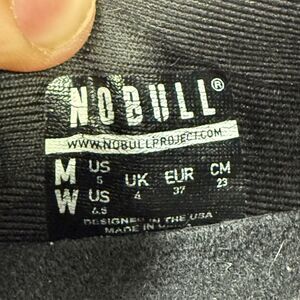 NOBULL®
WWW.NOBULLPROJECT.COM
M US UK EUR CM
5 4 37 23
W US
6.5
DESIGNED IN THE USA
MADE IN